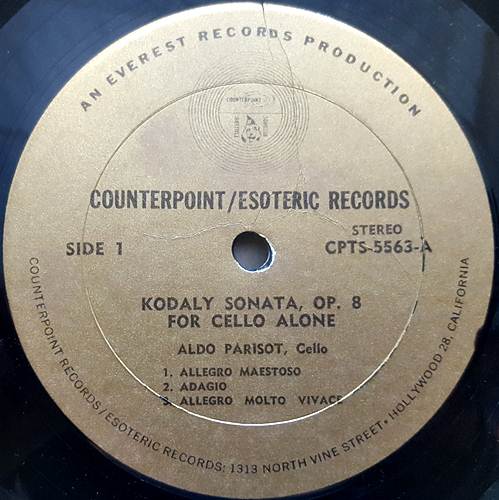 AN EVEREST RECORDS PRODUCTION
COUNTERPOINT
COUNTERPOINT/ESOTERIC RECORDS
STEREO
SIDE 1
CPTS-5563-A
KODALY SONATA, OP. 8
FOR CELLO ALONE
ALDO PARISOT, Cello
1. ALLEGRO MAESTOSO
2. ADAGIO
3. ALLEGRO MOLTO VIVACE
COUNTERPOINT RECORDS/ESOTERIC RECORDS: 1313 NORTH VINE STREET • HOLLYWOOD 28, CALIFORNIA